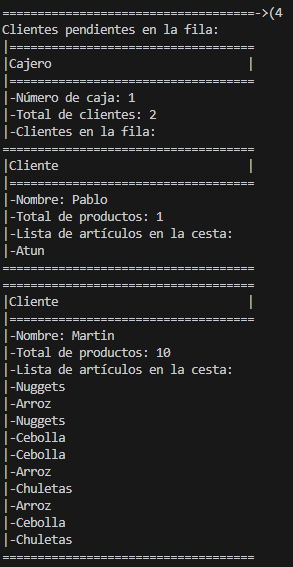 ===================================->(4
Clientes pendientes en la fila:
|==================================
|Cajero                           |
|==================================
|-Número de caja: 1
|-Total de clientes: 2
|-Clientes en la fila:
===================================
|Cliente                          |
|==================================
|-Nombre: Pablo
|-Total de productos: 1
|-Lista de artículos en la cesta:
|-Atun
===================================
===================================
|Cliente                          |
|==================================
|-Nombre: Martin
|-Total de productos: 10
|-Lista de artículos en la cesta:
|-Nuggets
|-Arroz
|-Nuggets
|-Cebolla
|-Cebolla
|-Arroz
|-Chuletas
|-Arroz
|-Cebolla
|-Chuletas
===================================